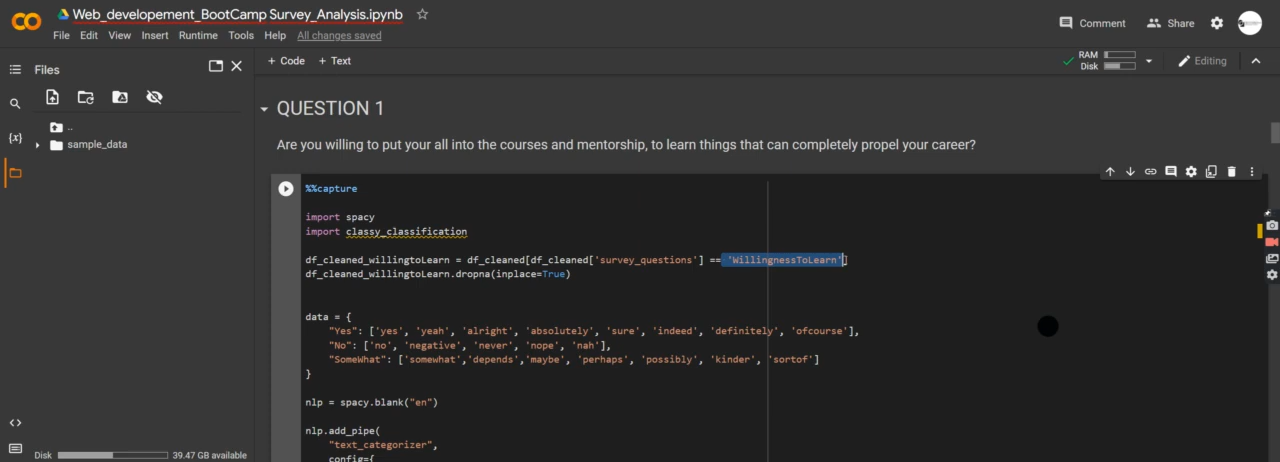 Web_developement_BootCamp Survey_Analysis.ipynb
File Edit View Insert Runtime Tools Help All changes saved
Comment Share
Files
+ Code + Text
RAM
Disk
Editing
..
{x}
sample_data
QUESTION 1
Are you willing to put your all into the courses and mentorship, to learn things that can completely propel your career?
%%capture
import spacy
import classy_classification
df_cleaned_willingtoLearn = df_cleaned[df_cleaned['survey_questions'] == 'WillingnessToLearn']
df_cleaned_willingtoLearn.dropna(inplace=True)
data = {
"Yes": ['yes', 'yeah', 'alright', 'absolutely', 'sure', 'indeed', 'definitely', 'ofcourse'],
"No": ['no', 'negative', 'never', 'nope', 'nah'],
"SomeWhat": ['somewhat','depends','maybe', 'perhaps', 'possibly', 'kinder', 'sortof']
}
nlp = spacy.blank("en")
nlp.add_pipe(
"text_categorizer",
config={
Disk 39.47 GB available